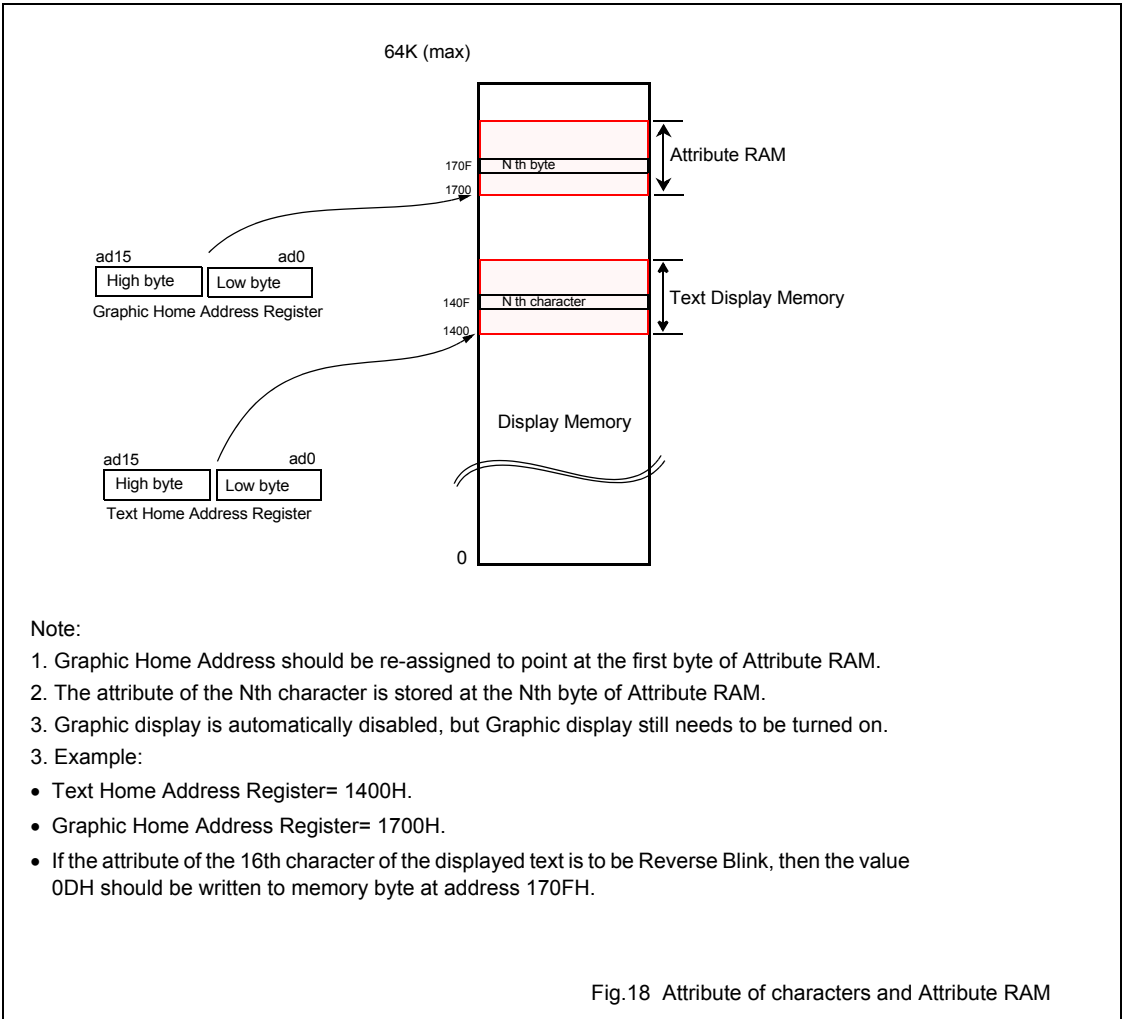 64K (max)
170F
N th byte
Attribute RAM
1700
ad15 ad0
High byte Low byte
Graphic Home Address Register
140F
N th character
Text Display Memory
1400
Display Memory
ad15 ad0
High byte Low byte
Text Home Address Register
0
Note:
1. Graphic Home Address should be re-assigned to point at the first byte of Attribute RAM.
2. The attribute of the Nth character is stored at the Nth byte of Attribute RAM.
3. Graphic display is automatically disabled, but Graphic display still needs to be turned on.
3. Example:
• Text Home Address Register= 1400H.
• Graphic Home Address Register= 1700H.
• If the attribute of the 16th character of the displayed text is to be Reverse Blink, then the value
0DH should be written to memory byte at address 170FH.
Fig.18 Attribute of characters and Attribute RAM